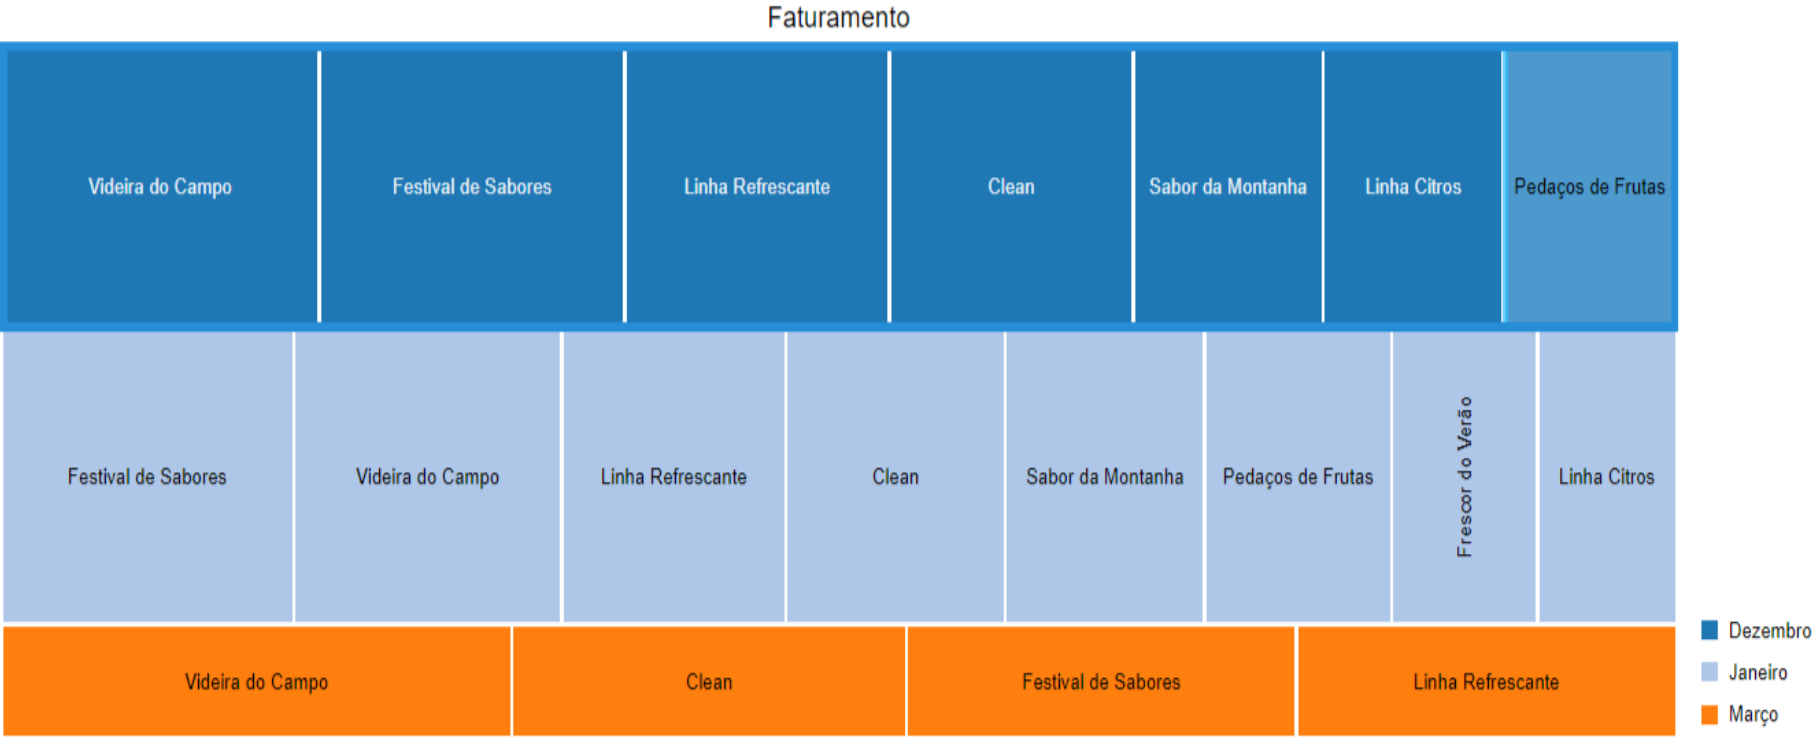 Faturamento
Videira do Campo
Festival de Sabores
Linha Refrescante
Clean
Sabor da Montanha
Linha Citros
Pedaços de Frutas
Festival de Sabores
Videira do Campo
Linha Refrescante
Clean
Sabor da Montanha
Pedaços de Frutas
Frescor do Verão
Linha Citros
Videira do Campo
Clean
Festival de Sabores
Linha Refrescante
Dezembro
Janeiro
Março